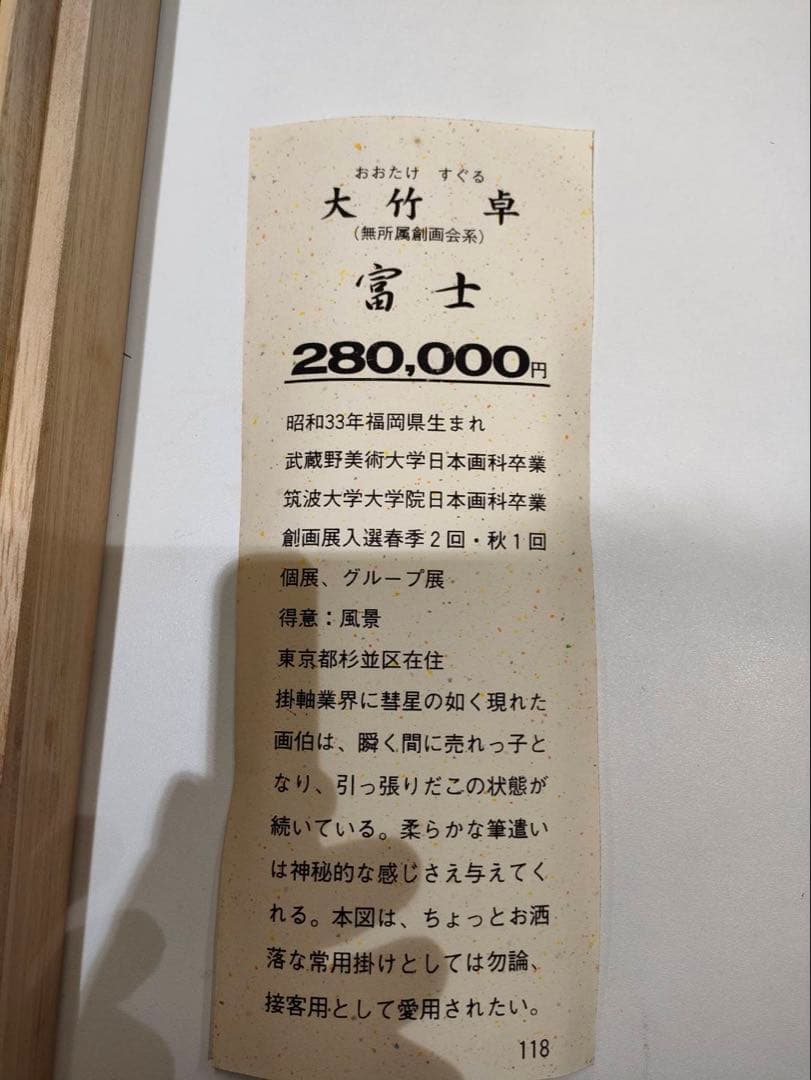 おおたけ すぐる
大竹 卓
(無所属創画会系)
富士
280,000円
昭和33年福岡県生まれ
武蔵野美術大学日本画科卒業
筑波大学大学院日本画科卒業
創画展入選春季2回・秋1回
個展、グループ展
得意：風景
東京都杉並区在住
掛軸業界に彗星の如く現れた
画伯は、瞬く間に売れっ子と
なり、引っ張りだこの状態が
続いている。柔らかな筆遣い
は神秘的な感じさえ与えてく
れる。本図は、ちょっとお洒
落な常用掛けとしては勿論、
接客用として愛用されたい。
118